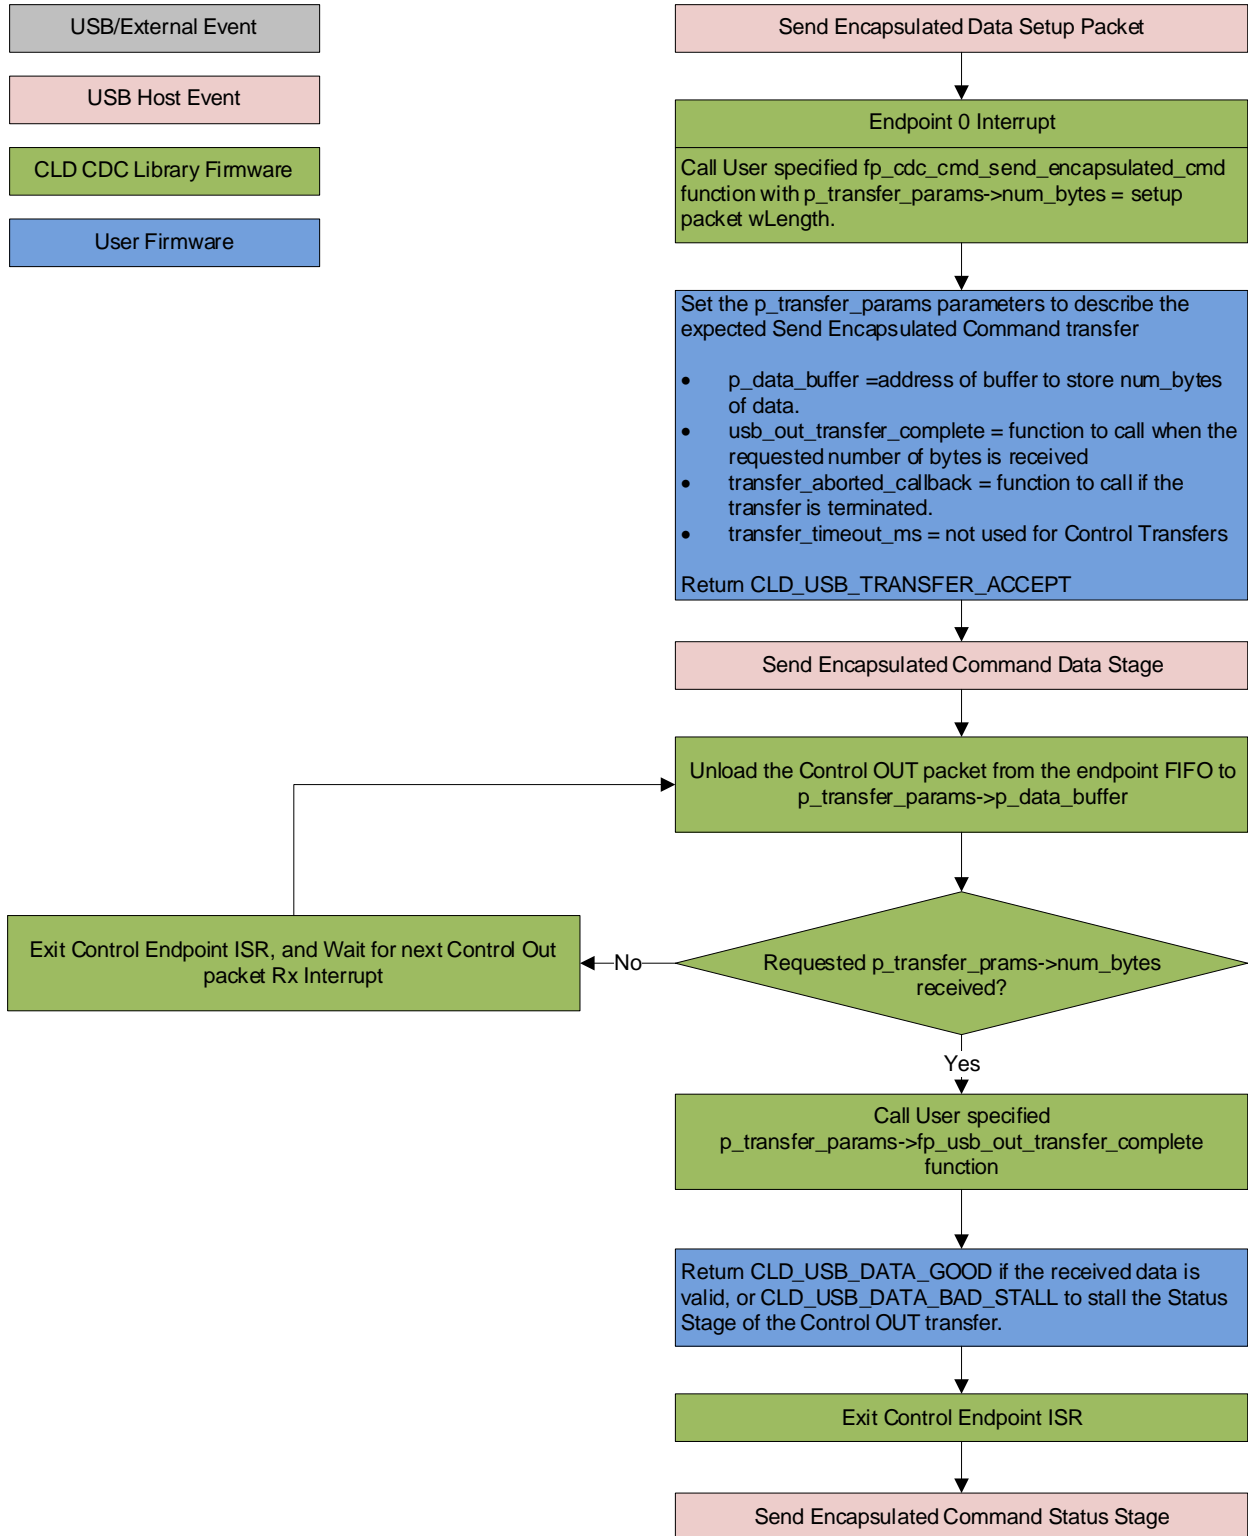 USB/External Event
USB Host Event
CLD CDC Library Firmware
User Firmware
Send Encapsulated Data Setup Packet
Endpoint 0 Interrupt
Call User specified fp_cdc_cmd_send_encapsulated_cmd
function with p_transfer_params->num_bytes = setup
packet wLength.
Set the p_transfer_params parameters to describe the
expected Send Encapsulated Command transfer
• p_data_buffer =address of buffer to store num_bytes
of data.
• usb_out_transfer_complete = function to call when the
requested number of bytes is received
• transfer_aborted_callback = function to call if the
transfer is terminated.
• transfer_timeout_ms = not used for Control Transfers
Return CLD_USB_TRANSFER_ACCEPT
Send Encapsulated Command Data Stage
Unload the Control OUT packet from the endpoint FIFO to
p_transfer_params->p_data_buffer
Requested p_transfer_prams->num_bytes
received?
No
Exit Control Endpoint ISR, and Wait for next Control Out
packet Rx Interrupt
Yes
Call User specified
p_transfer_params->fp_usb_out_transfer_complete
function
Return CLD_USB_DATA_GOOD if the received data is
valid, or CLD_USB_DATA_BAD_STALL to stall the Status
Stage of the Control OUT transfer.
Exit Control Endpoint ISR
Send Encapsulated Command Status Stage